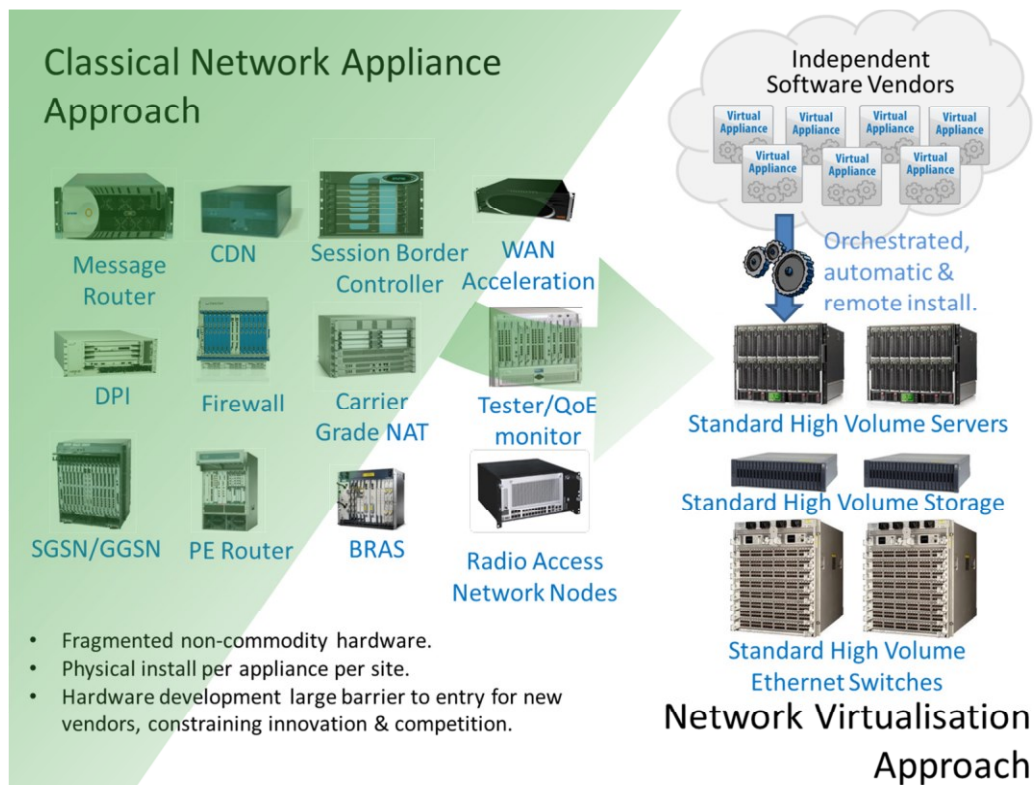 Classical Network Appliance
Approach
Message
Router
CDN
Session Border
Controller
WAN
Acceleration
DPI
Firewall
Carrier
Grade NAT
Tester/QoE
monitor
SGSN/GGSN
PE Router
BRAS
Radio Access
Network Nodes
• Fragmented non-commodity hardware.
• Physical install per appliance per site.
• Hardware development large barrier to entry for new
vendors, constraining innovation & competition.
Independent
Software Vendors
Virtual
Appliance
Virtual
Appliance
Virtual
Appliance
Virtual
Appliance
Virtual
Appliance
Virtual
Appliance
Virtual
Appliance
Orchestrated,
automatic &
remote install.
Standard High Volume Servers
Standard High Volume Storage
Standard High Volume
Ethernet Switches
Network Virtualisation
Approach